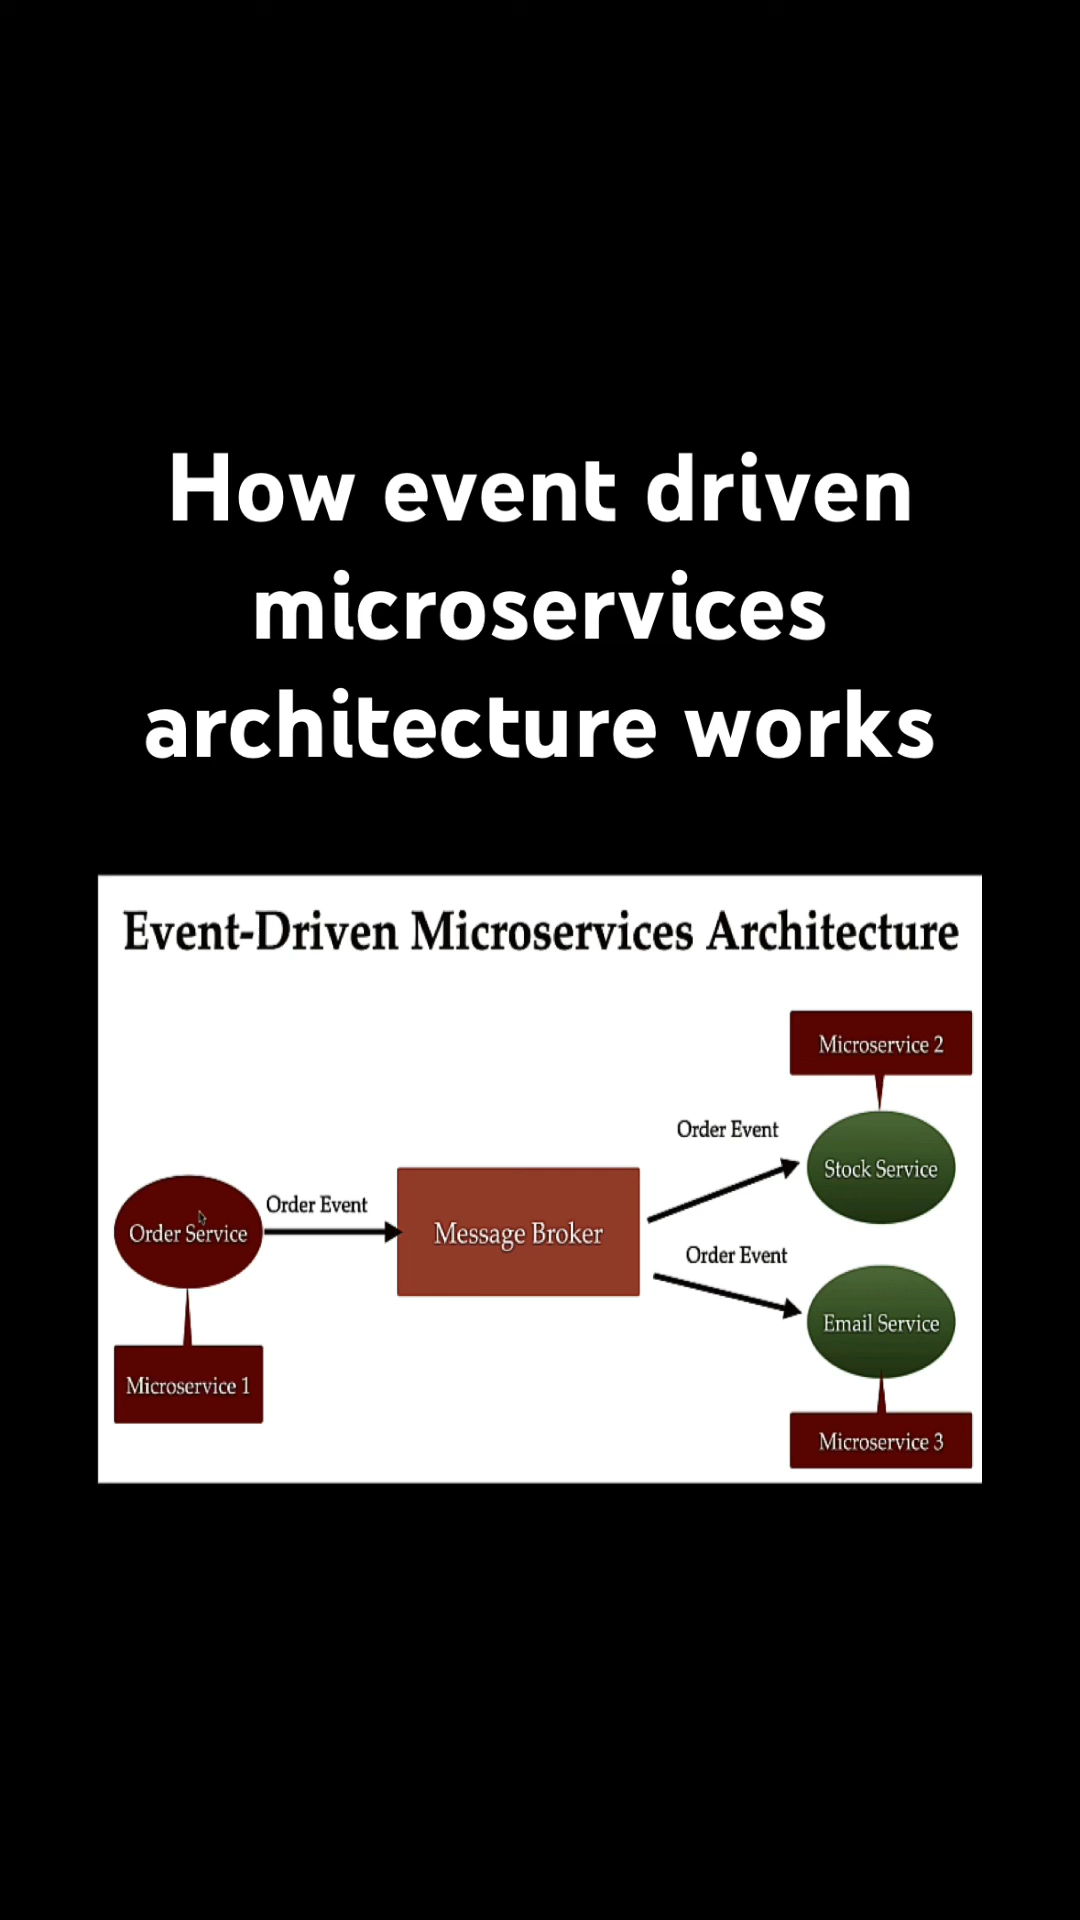 How event driven
microservices
architecture works
Event-Driven Microservices Architecture
Microservice 2
Order Event
Stock Service
Order Event
Order Service
Message Broker
Order Event
Email Service
Microservice 1
Microservice 3